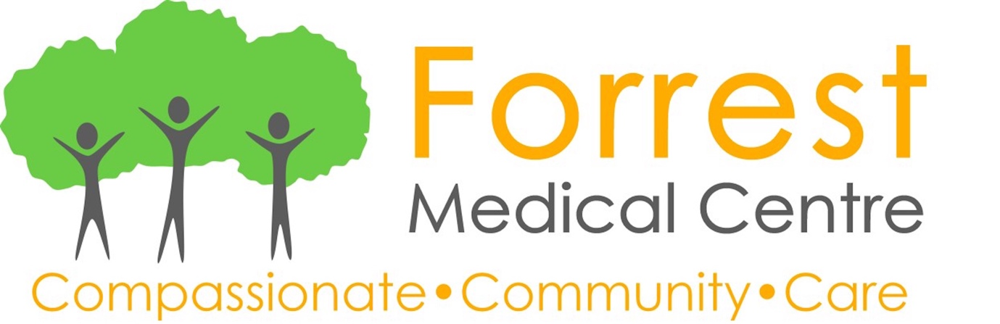 Forrest
Medical Centre
Compassionate•Community•Care